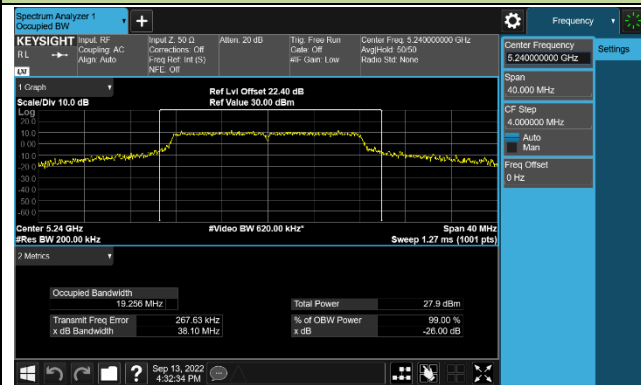 Spectrum Analyzer 1
Occupied BW
+
Frequency
KEYSIGHT
RL
LXI
Input: RF
Coupling: AC
Align: Auto
Input Z: 50 Ω
Corrections: Off
Freq Ref: Int (S)
NFE: Off
Atten: 20 dB
Trig: Free Run
Gate: Off
#IF Gain: Low
Center Freq: 5.240000000 GHz
Avg|Hold: 50/50
Radio Std: None
Center Frequency
5.240000000 GHz
Settings
Span
40.000 MHz
CF Step
4.000000 MHz
Auto
Man
Freq Offset
0 Hz
1 Graph
Scale/Div 10.0 dB
Ref Lvl Offset 22.40 dB
Ref Value 30.00 dBm
Log
20.0
10.0
0.00
-10.0
-20.0
-30.0
-40.0
-50.0
-60.0
Center 5.24 GHz
#Video BW 620.00 kHz*
Span 40 MHz
#Res BW 200.00 kHz
Sweep 1.27 ms (1001 pts)
2 Metrics
Occupied Bandwidth
19.256 MHz
Total Power 27.9 dBm
Transmit Freq Error 267.63 kHz
% of OBW Power 99.00 %
x dB Bandwidth 38.10 MHz
x dB -26.00 dB
?
Sep 13, 2022
4:32:34 PM